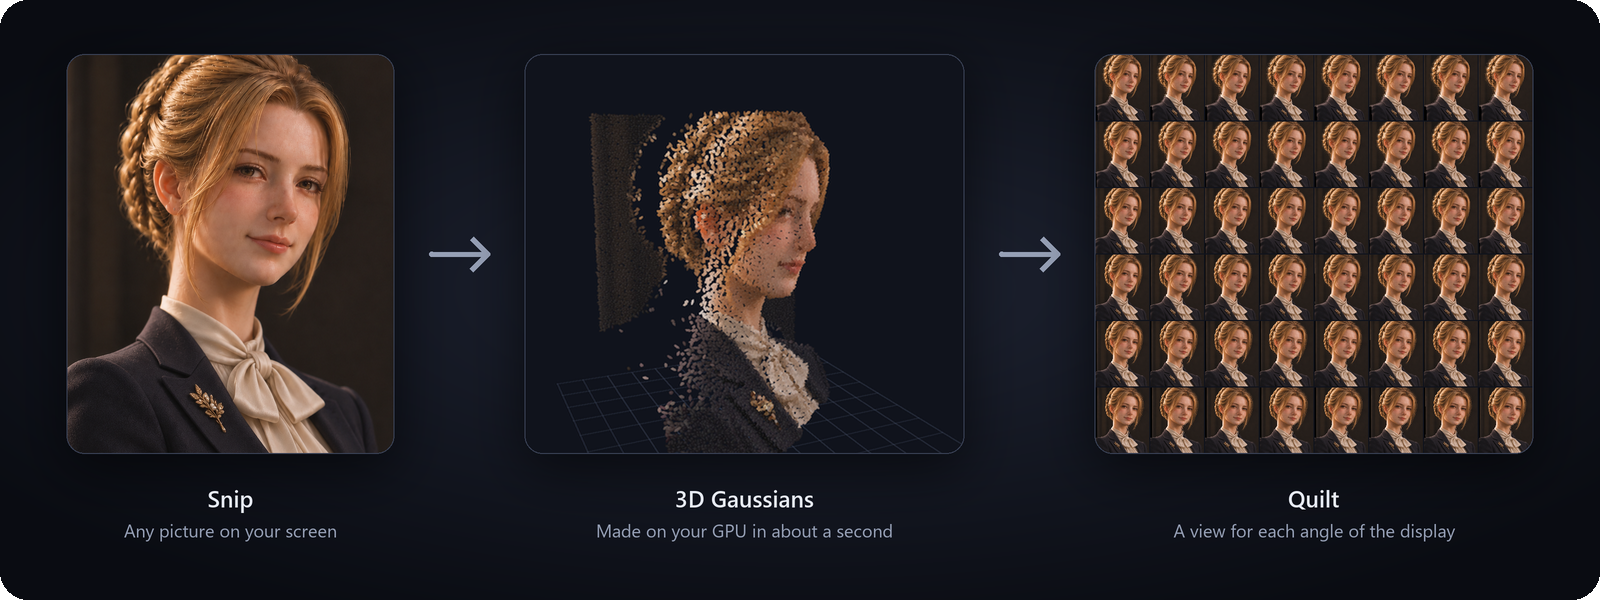 Snip
Any picture on your screen
3D Gaussians
Made on your GPU in about a second
Quilt
A view for each angle of the display